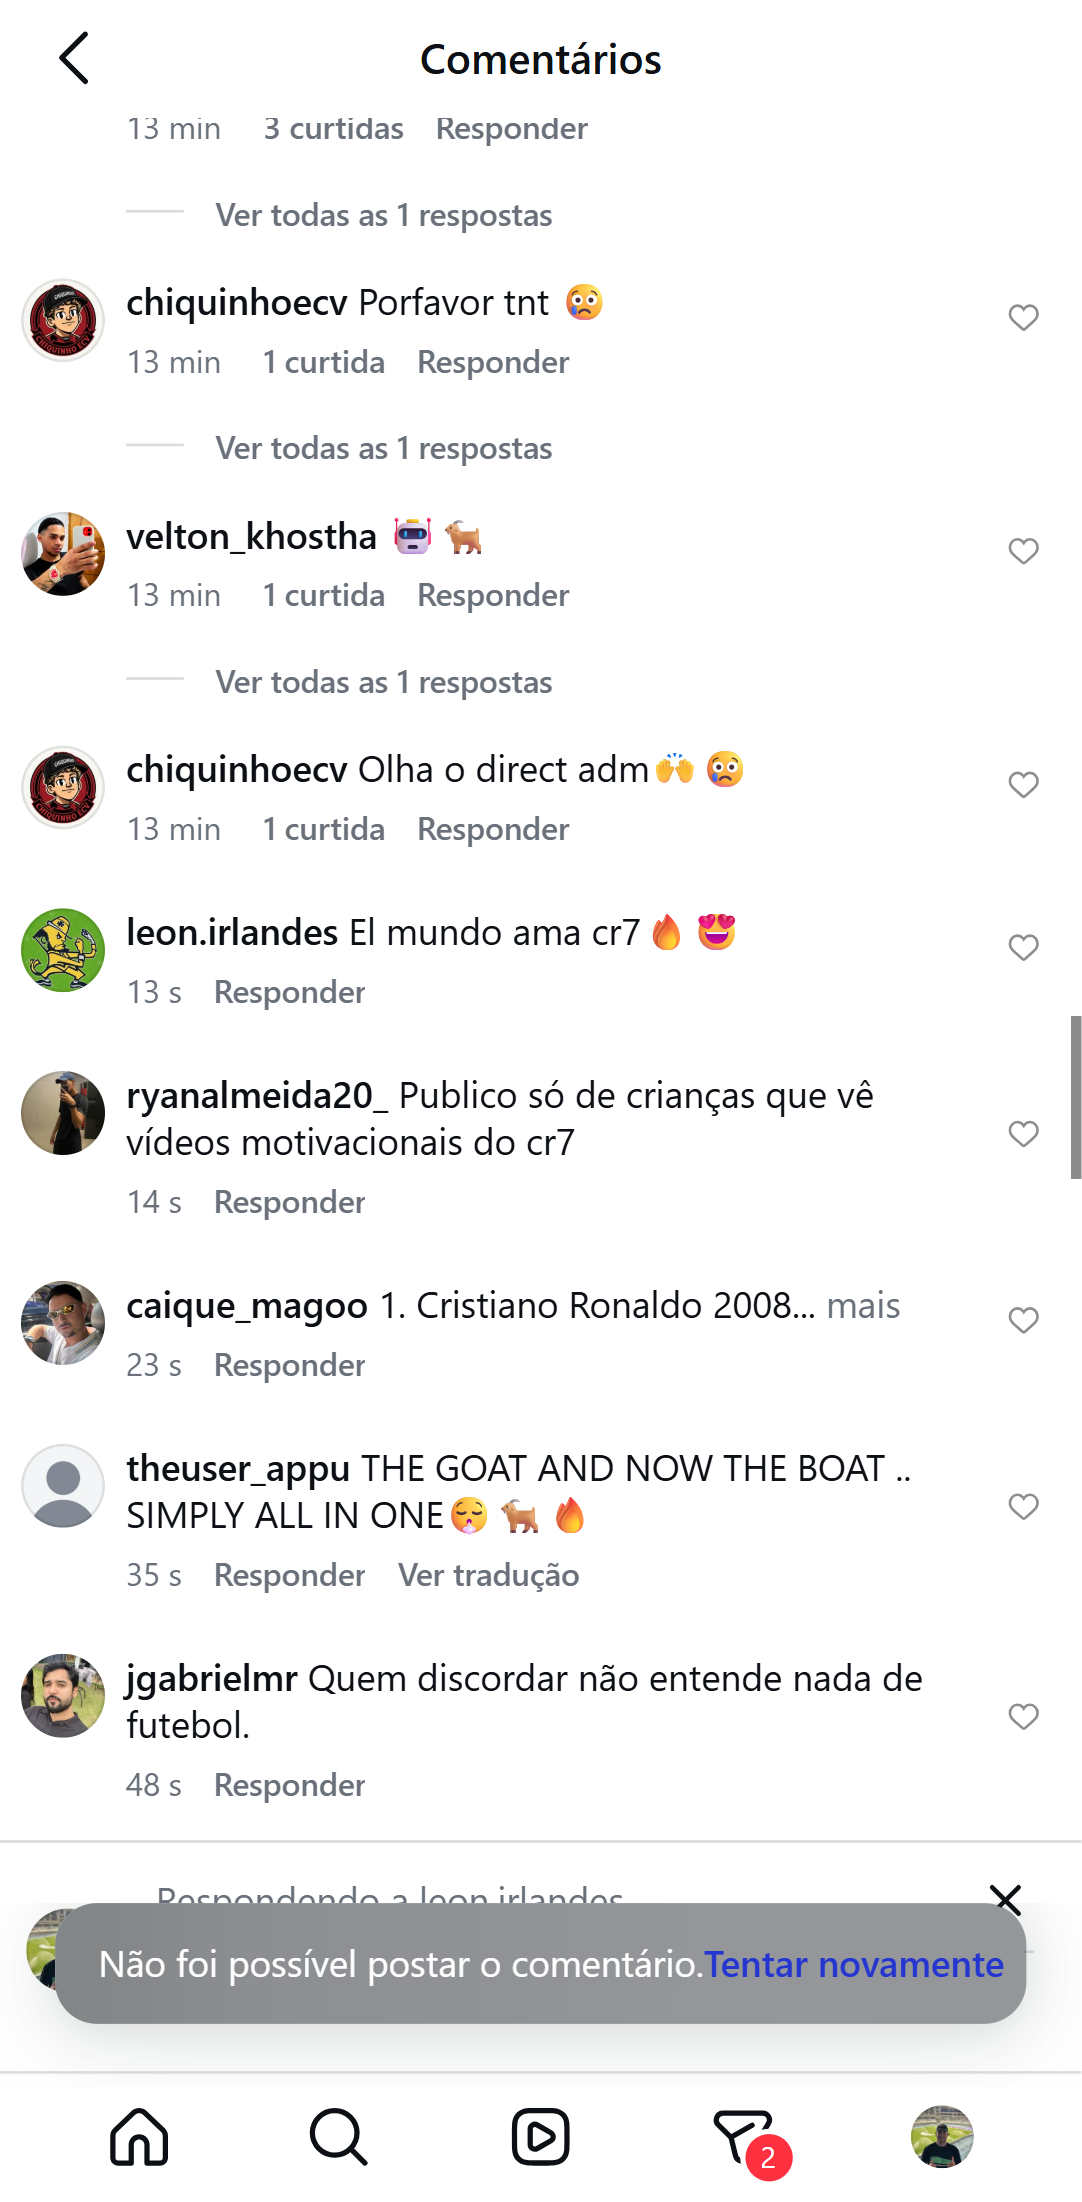 Comentários
13 min 3 curtidas Responder
Ver todas as 1 respostas
chiquinhoecv Porfavor tnt 😢
13 min 1 curtida Responder
Ver todas as 1 respostas
velton_khostha 🤖🐐
13 min 1 curtida Responder
Ver todas as 1 respostas
chiquinhoecv Olha o direct adm🙌😢
13 min 1 curtida Responder
leon.irlandes El mundo ama cr7🔥😍
13 s Responder
ryanalmeida20_ Publico só de crianças que vê
vídeos motivacionais do cr7
14 s Responder
caique_magoo 1. Cristiano Ronaldo 2008... mais
23 s Responder
theuser_appu THE GOAT AND NOW THE BOAT ..
SIMPLY ALL IN ONE😮‍💨🐐🔥
35 s Responder Ver tradução
jgabrielmr Quem discordar não entende nada de
futebol.
48 s Responder
Respondendo a leon.irlandes
Não foi possível postar o comentário.Tentar novamente
2